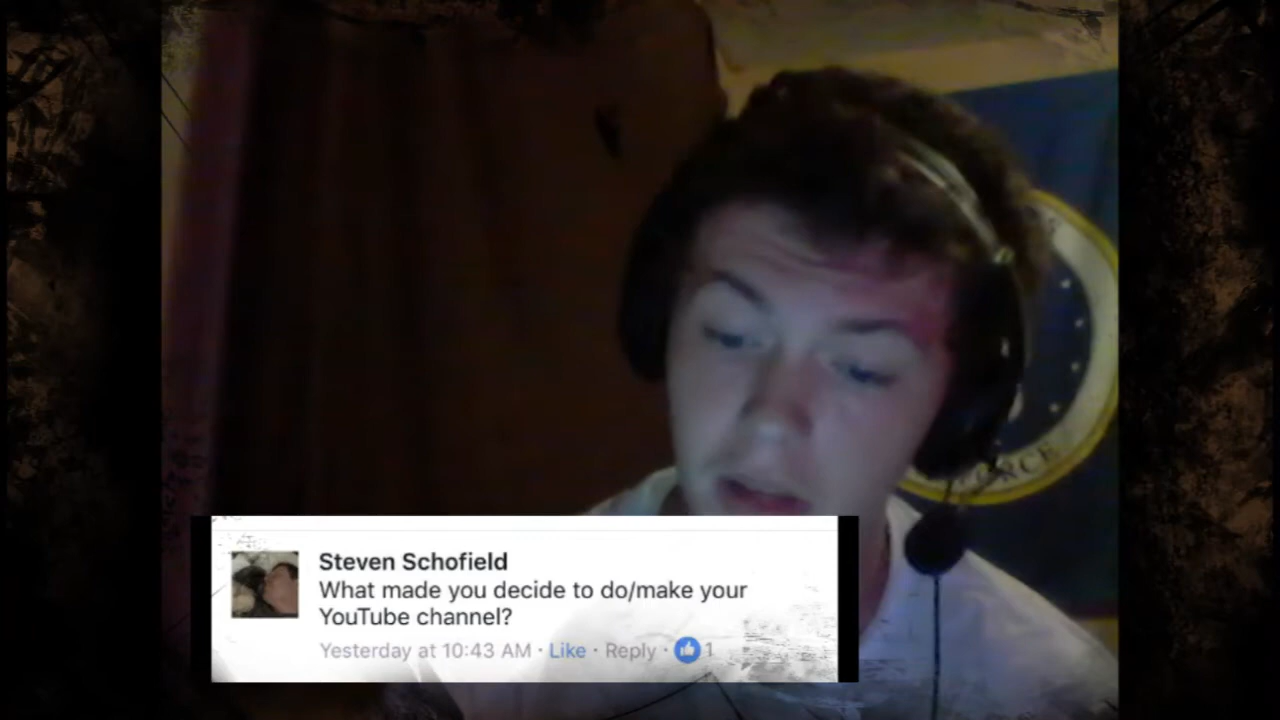 RCE
Steven Schofield
What made you decide to do/make your
YouTube channel?
Yesterday at 10:43 AM · Like · Reply · 1